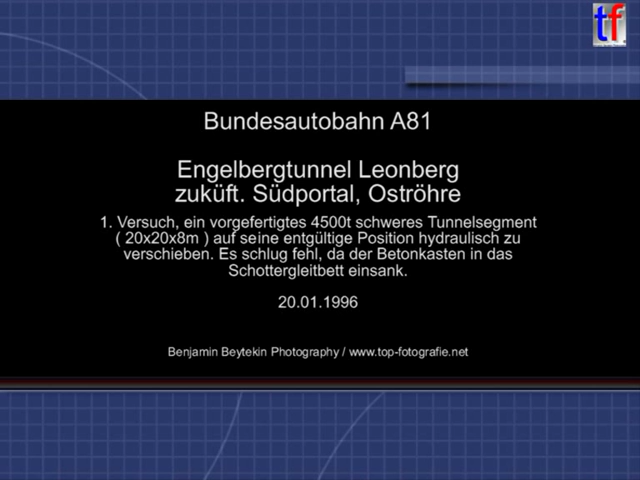 tf
Bundesautobahn A81
Engelbergtunnel Leonberg
zuküft. Südportal, Oströhre
1. Versuch, ein vorgefertigtes 4500t schweres Tunnelsegment
( 20x20x8m ) auf seine entgültige Position hydraulisch zu
verschieben. Es schlug fehl, da der Betonkasten in das
Schottergleitbett einsank.
20.01.1996
Benjamin Beytekin Photography / www.top-fotografie.net